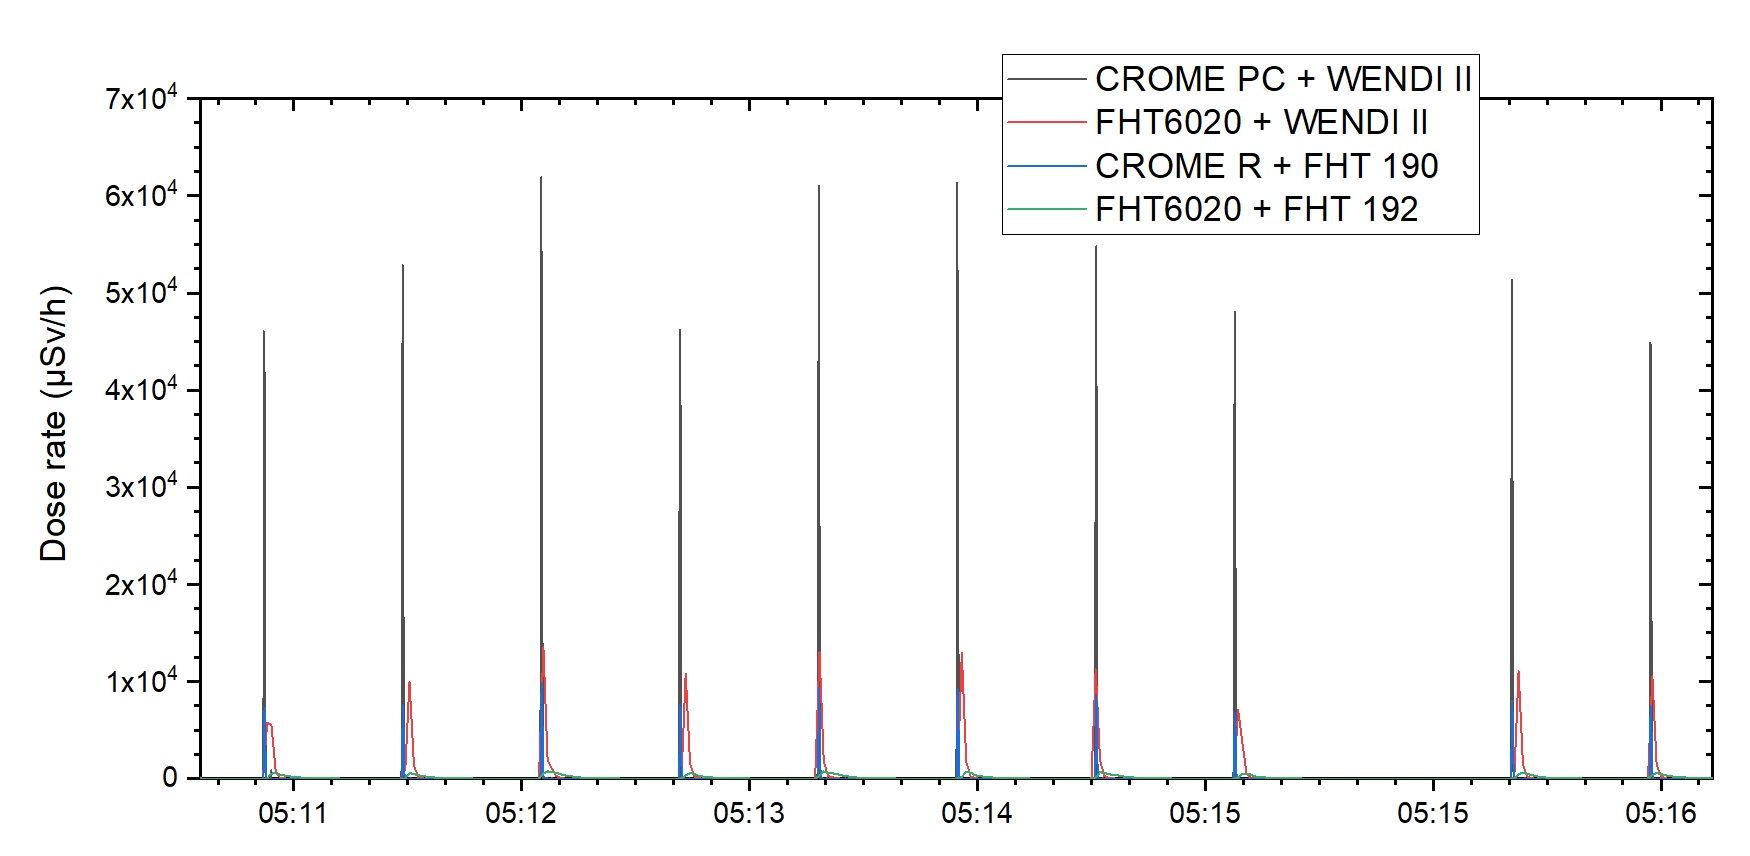 CROME PC + WENDI II
FHT6020 + WENDI II
CROME R + FHT 190
FHT6020 + FHT 192
Dose rate (µSv/h)
7x10⁴
6x10⁴
5x10⁴
4x10⁴
3x10⁴
2x10⁴
1x10⁴
0
05:11 05:12 05:13 05:14 05:15 05:15 05:16